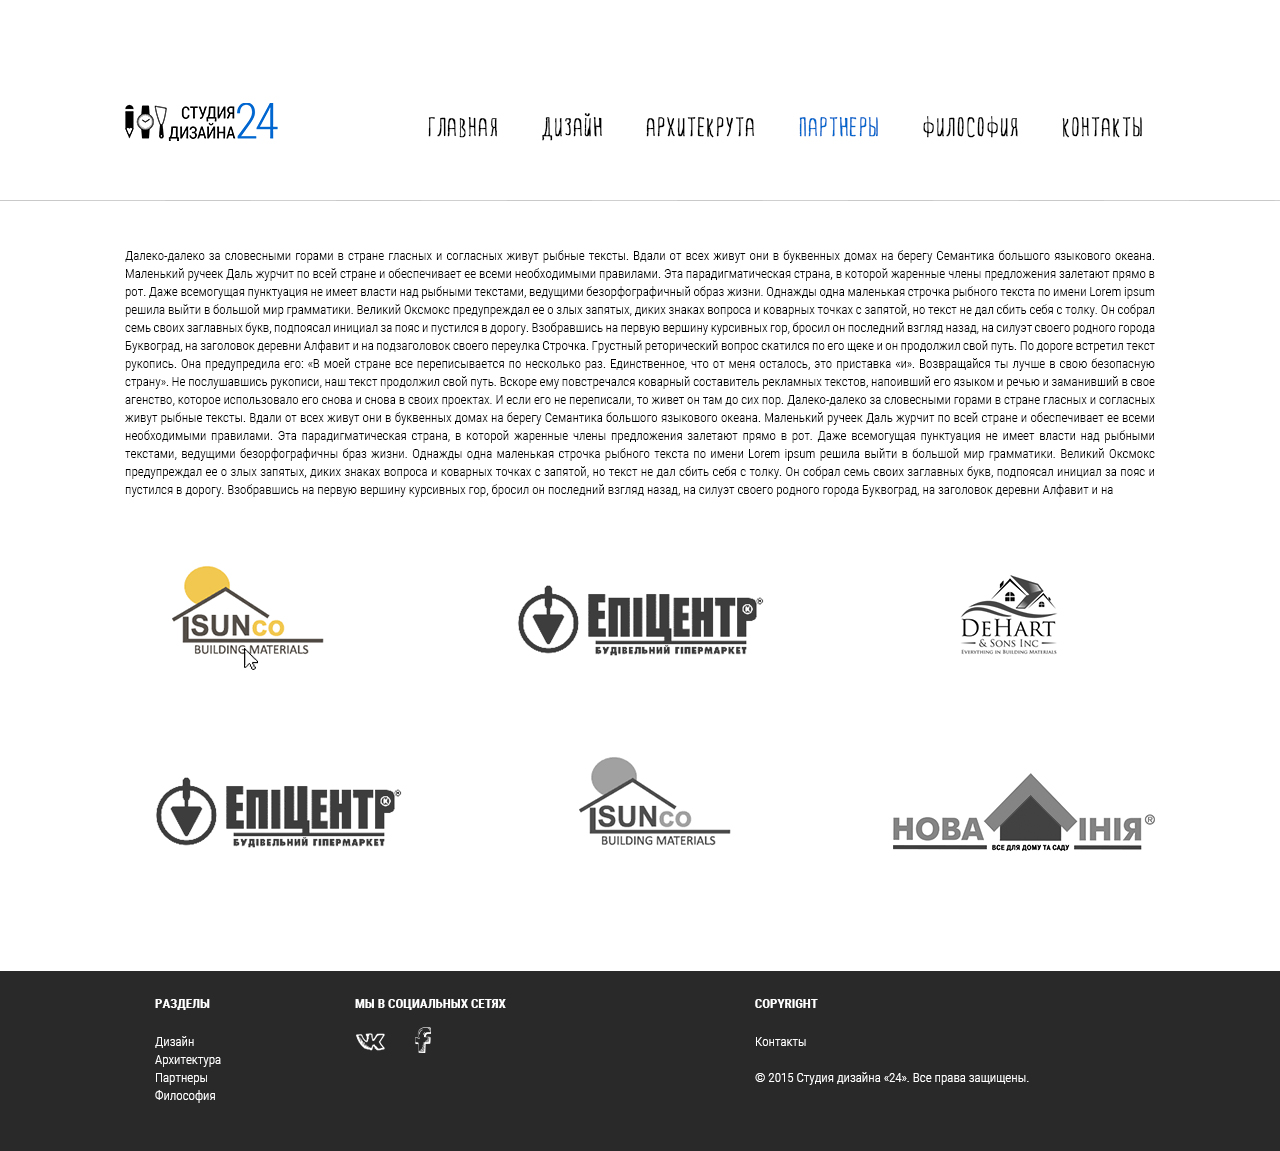 СТУДИЯ
ДИЗАЙНА 24
ГЛАВНАЯ ДИЗАЙН АРХИТЕКРУТА ПАРТНЕРЫ ФИЛОСОФИЯ КОНТАКТЫ
Далеко-далеко за словесными горами в стране гласных и согласных живут рыбные тексты. Вдали от всех живут они в буквенных домах на берегу Семантика большого языкового океана.
Маленький ручеек Даль журчит по всей стране и обеспечивает ее всеми необходимыми правилами. Эта парадигматическая страна, в которой жаренные члены предложения залетают прямо в
рот. Даже всемогущая пунктуация не имеет власти над рыбными текстами, ведущими безорфографичный образ жизни. Однажды одна маленькая строчка рыбного текста по имени Lorem ipsum
решила выйти в большой мир грамматики. Великий Оксмокс предупреждал ее о злых запятых, диких знаках вопроса и коварных точках с запятой, но текст не дал сбить себя с толку. Он собрал
семь своих заглавных букв, подпоясал инициал за пояс и пустился в дорогу. Взобравшись на первую вершину курсивных гор, бросил он последний взгляд назад, на силуэт своего родного города
Буквоград, на заголовок деревни Алфавит и на подзаголовок своего переулка Строчка. Грустный реторический вопрос скатился по его щеке и он продолжил свой путь. По дороге встретил текст
рукопись. Она предупредила его: «В моей стране все переписывается по несколько раз. Единственное, что от меня осталось, это приставка «и». Возвращайся ты лучше в свою безопасную
страну». Не послушавшись рукописи, наш текст продолжил свой путь. Вскоре ему повстречался коварный составитель рекламных текстов, напоивший его языком и речью и заманивший в свое
агенство, которое использовало его снова и снова в своих проектах. И если его не переписали, то живет он там до сих пор. Далеко-далеко за словесными горами в стране гласных и согласных
живут рыбные тексты. Вдали от всех живут они в буквенных домах на берегу Семантика большого языкового океана. Маленький ручеек Даль журчит по всей стране и обеспечивает ее всеми
необходимыми правилами. Эта парадигматическая страна, в которой жаренные члены предложения залетают прямо в рот. Даже всемогущая пунктуация не имеет власти над рыбными
текстами, ведущими безорфографичны браз жизни. Однажды одна маленькая строчка рыбного текста по имени Lorem ipsum решила выйти в большой мир грамматики. Великий Оксмокс
предупреждал ее о злых запятых, диких знаках вопроса и коварных точках с запятой, но текст не дал сбить себя с толку. Он собрал семь своих заглавных букв, подпоясал инициал за пояс и
пустился в дорогу. Взобравшись на первую вершину курсивных гор, бросил он последний взгляд назад, на силуэт своего родного города Буквоград, на заголовок деревни Алфавит и на
SUNCO
BUILDING MATERIALS
ЕПІЦЕНТР®
БУДІВЕЛЬНИЙ ГІПЕРМАРКЕТ
DEHART
& SONS INC
EVERYTHING IN BUILDING MATERIALS
ЕПІЦЕНТР®
БУДІВЕЛЬНИЙ ГІПЕРМАРКЕТ
SUNCO
BUILDING MATERIALS
НОВА ЛІНІЯ®
ВСЕ ДЛЯ ДОМУ ТА САДУ
РАЗДЕЛЫ
Дизайн
Архитектура
Партнеры
Философия
МЫ В СОЦИАЛЬНЫХ СЕТЯХ
COPYRIGHT
Контакты
© 2015 Студия дизайна «24». Все права защищены.